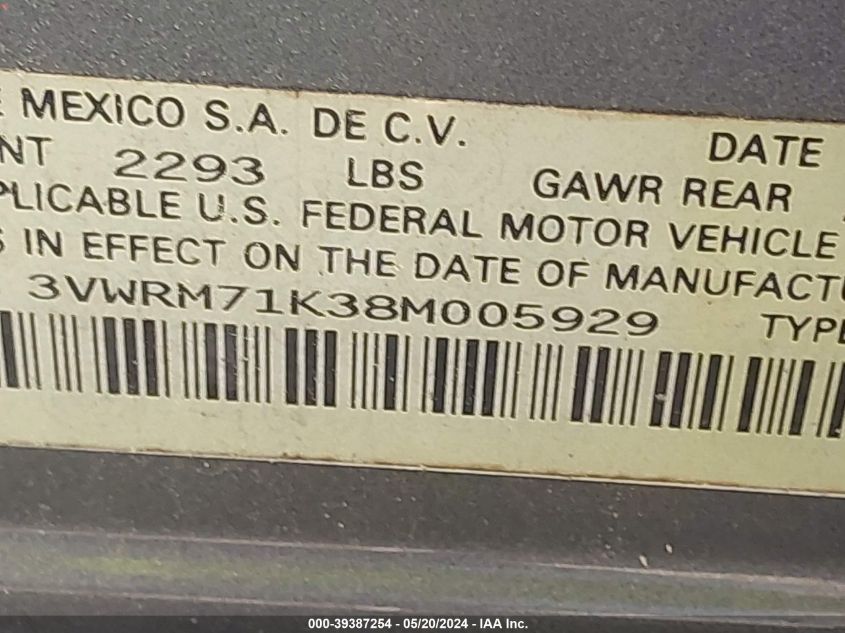 MEXICO S.A. DE C.V. DATE
NT 2293 LBS GAWR REAR
PLICABLE U.S. FEDERAL MOTOR VEHICLE
S IN EFFECT ON THE DATE OF MANUFACTU
3VWRM71K38M005929 TYPE
000-39387254 - 05/20/2024 - IAA Inc.